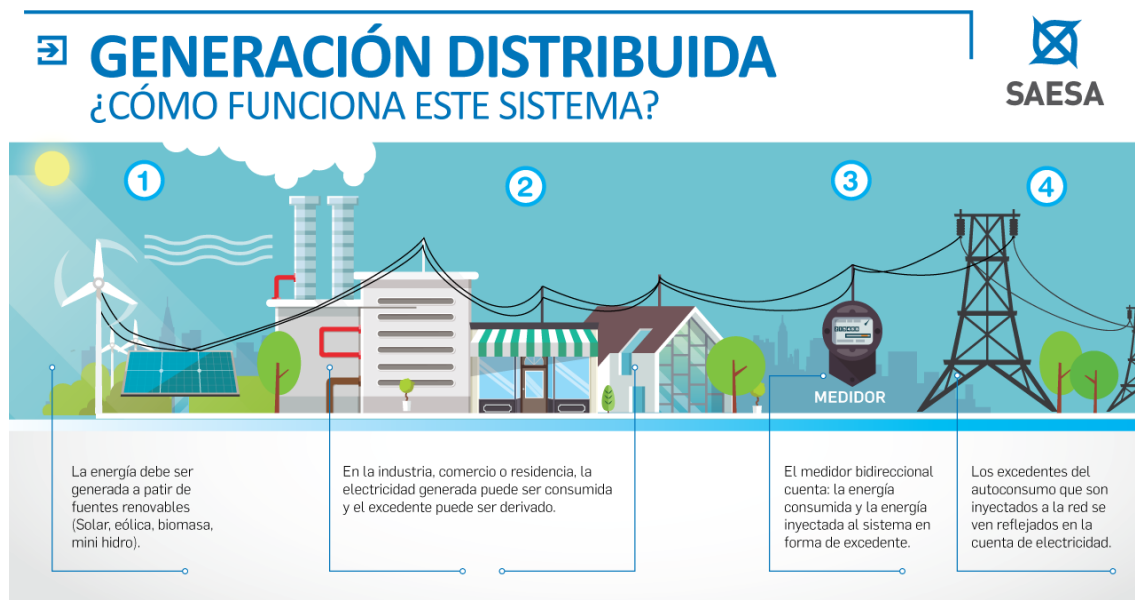 GENERACIÓN DISTRIBUIDA
¿CÓMO FUNCIONA ESTE SISTEMA?
SAESA
1
2
3
4
MEDIDOR
La energía debe ser
generada a patir de
fuentes renovables
(Solar, eólica, biomasa,
mini hidro).
En la industria, comercio o residencia, la
electricidad generada puede ser consumida
y el excedente puede ser derivado.
El medidor bidireccional
cuenta: la energía
consumida y la energía
inyectada al sistema en
forma de excedente.
Los excedentes del
autoconsumo que son
inyectados a la red se
ven reflejados en la
cuenta de electricidad.